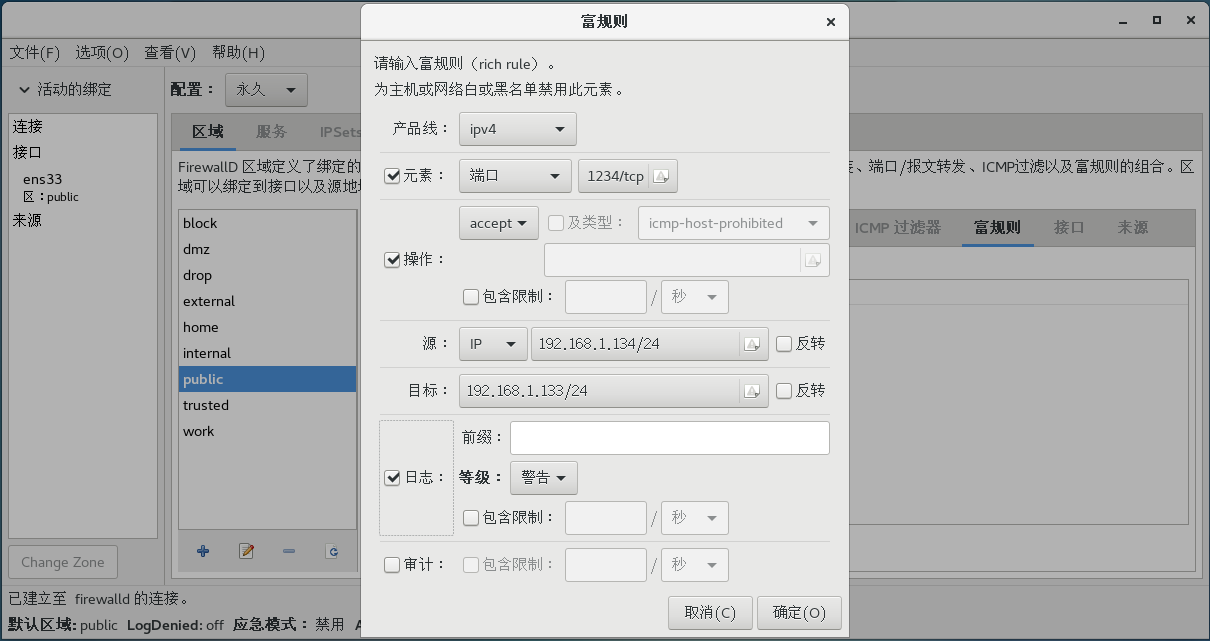 富规则
文件(F) 选项(O) 查看(V) 帮助(H)
活动的绑定
连接
接口
ens33
区：public
来源
Change Zone
配置： 永久
区域 服务 IPSets
FirewallD 区域定义了绑定的
域可以绑定到接口以及源地
block
dmz
drop
external
home
internal
public
trusted
work
请输入富规则（rich rule）。
为主机或网络白或黑名单禁用此元素。
产品线： ipv4
元素： 端口 1234/tcp
accept 及类型： icmp-host-prohibited
操作：
包含限制： / 秒
源： IP 192.168.1.134/24 反转
目标： 192.168.1.133/24 反转
前缀：
日志： 等级： 警告
包含限制： / 秒
审计： 包含限制： / 秒
取消(C) 确定(O)
、端口/报文转发、ICMP过滤以及富规则的组合。区
ICMP 过滤器 富规则 接口 来源
已建立至 firewalld 的连接。
默认区域: public LogDenied: off 应急模式： 禁用